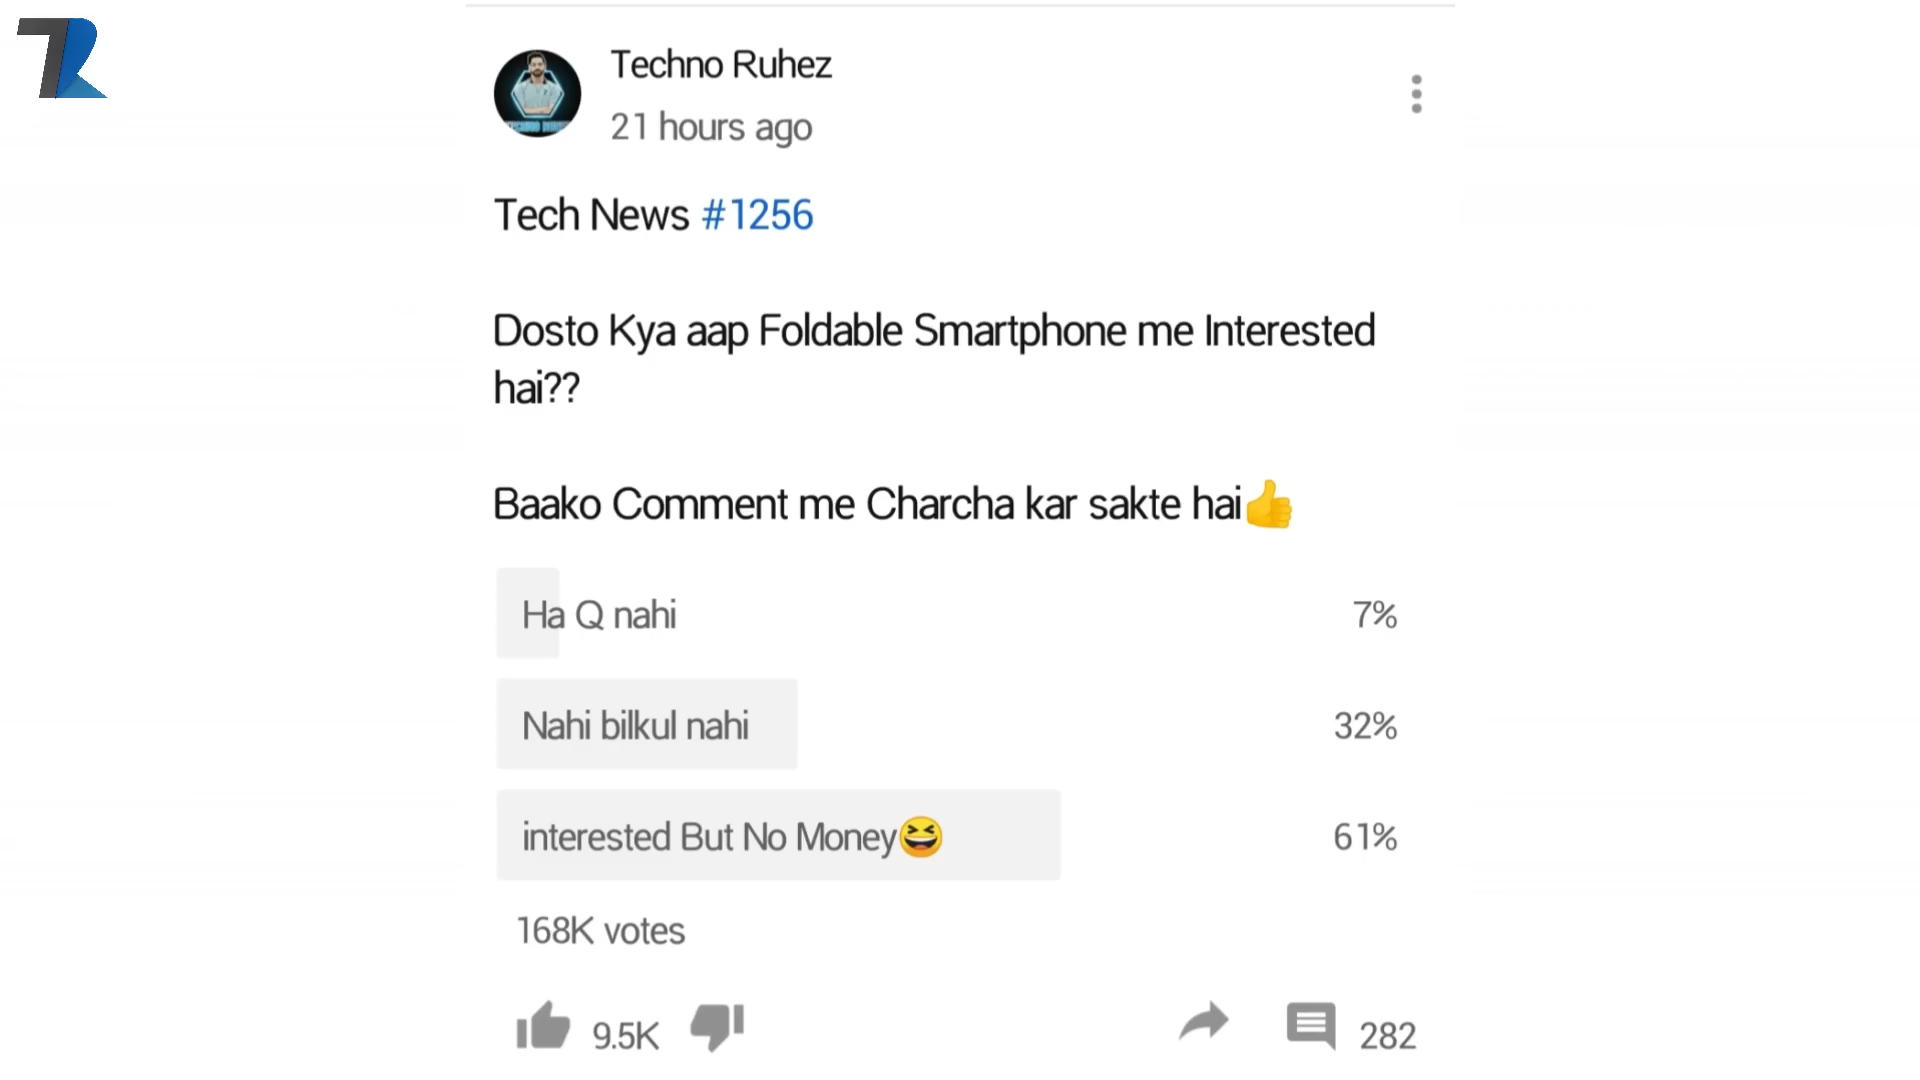 TR
Techno Ruhez
21 hours ago
Tech News #1256
Dosto Kya aap Foldable Smartphone me Interested
hai??
Baako Comment me Charcha kar sakte hai👍
Ha Q nahi 7%
Nahi bilkul nahi 32%
interested But No Money😆 61%
168K votes
9.5K 282